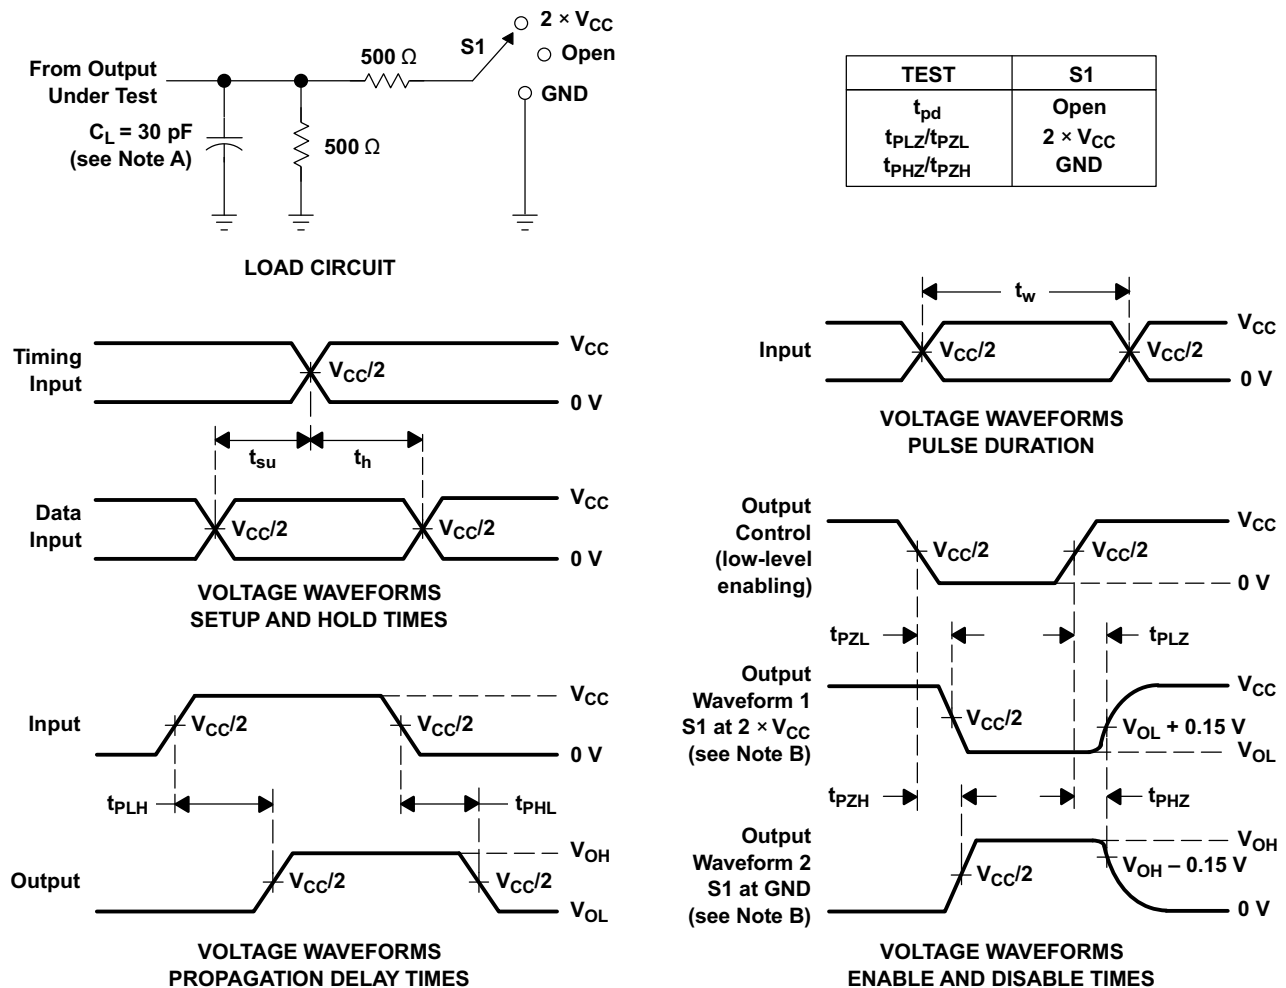 2 × VCC
S1
Open
500 Ω
From Output
Under Test
GND
CL = 30 pF
(see Note A)
500 Ω
LOAD CIRCUIT
TEST S1
tpd Open
tPLZ/tPZL 2 × VCC
tPHZ/tPZH GND
Timing
Input
VCC
VCC/2
0 V
tsu
th
Data
Input
VCC
VCC/2
VCC/2
0 V
VOLTAGE WAVEFORMS
SETUP AND HOLD TIMES
tw
Input
VCC
VCC/2
VCC/2
0 V
VOLTAGE WAVEFORMS
PULSE DURATION
Input
VCC
VCC/2
VCC/2
0 V
tPLH
tPHL
Output
VOH
VCC/2
VCC/2
VOL
VOLTAGE WAVEFORMS
PROPAGATION DELAY TIMES
Output
Control
(low-level
enabling)
VCC
VCC/2
VCC/2
0 V
tPZL
tPLZ
Output
Waveform 1
S1 at 2 × VCC
(see Note B)
VCC
VCC/2
VOL + 0.15 V
VOL
tPZH
tPHZ
Output
Waveform 2
S1 at GND
(see Note B)
VOH
VCC/2
VOH – 0.15 V
0 V
VOLTAGE WAVEFORMS
ENABLE AND DISABLE TIMES